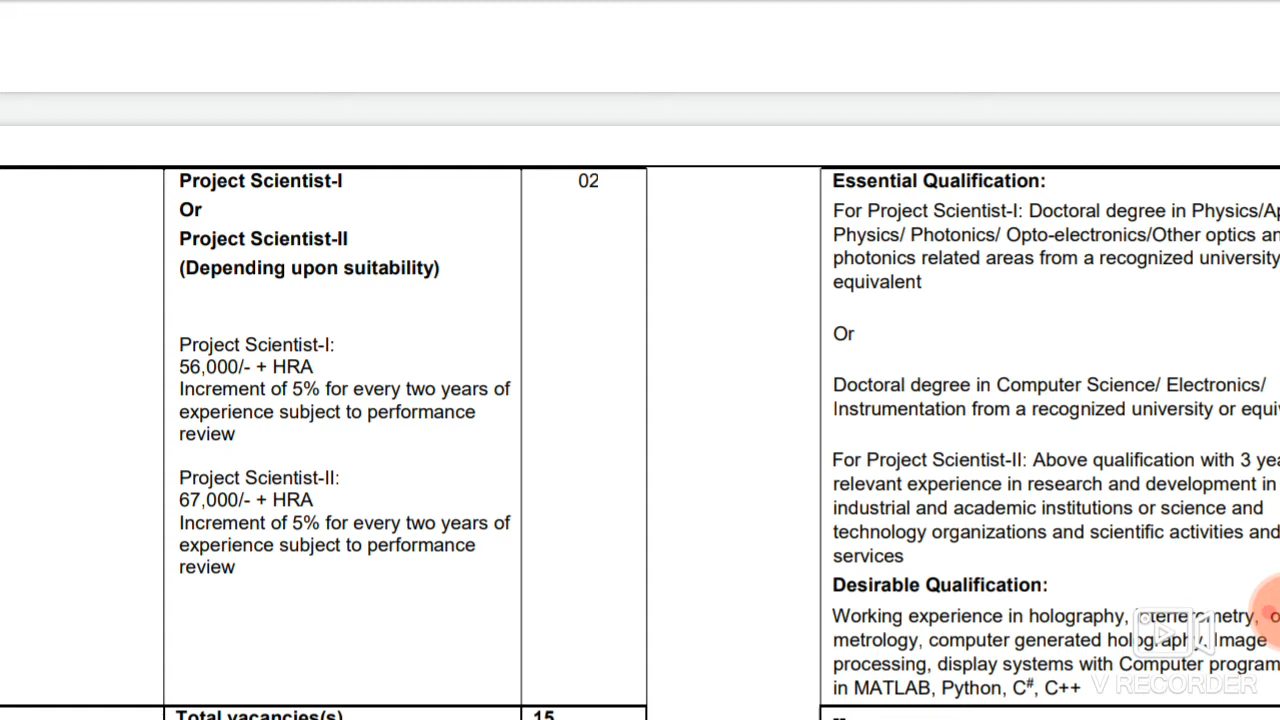 Project Scientist-I
Or
Project Scientist-II
(Depending upon suitability)
Project Scientist-I:
56,000/- + HRA
Increment of 5% for every two years of
experience subject to performance
review
Project Scientist-II:
67,000/- + HRA
Increment of 5% for every two years of
experience subject to performance
review
02
Essential Qualification:
For Project Scientist-I: Doctoral degree in Physics/Ap
Physics/ Photonics/ Opto-electronics/Other optics an
photonics related areas from a recognized university
equivalent
Or
Doctoral degree in Computer Science/ Electronics/
Instrumentation from a recognized university or equiv
For Project Scientist-II: Above qualification with 3 yea
relevant experience in research and development in
industrial and academic institutions or science and
technology organizations and scientific activities and
services
Desirable Qualification:
Working experience in holography, interferometry, o
metrology, computer generated holography, Image
processing, display systems with Computer program
in MATLAB, Python, C#, C++
V RECORDER
Total vacancies(s)
15
--